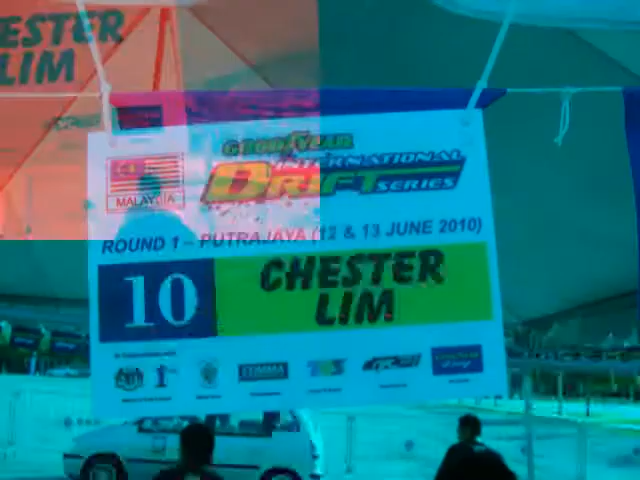 ESTER
LIM
GOODYEAR
INTERNATIONAL
DRIFT
SERIES
MALAYSIA
ROUND 1 – PUTRAJAYA (12 & 13 JUNE 2010)
10
CHESTER
LIM